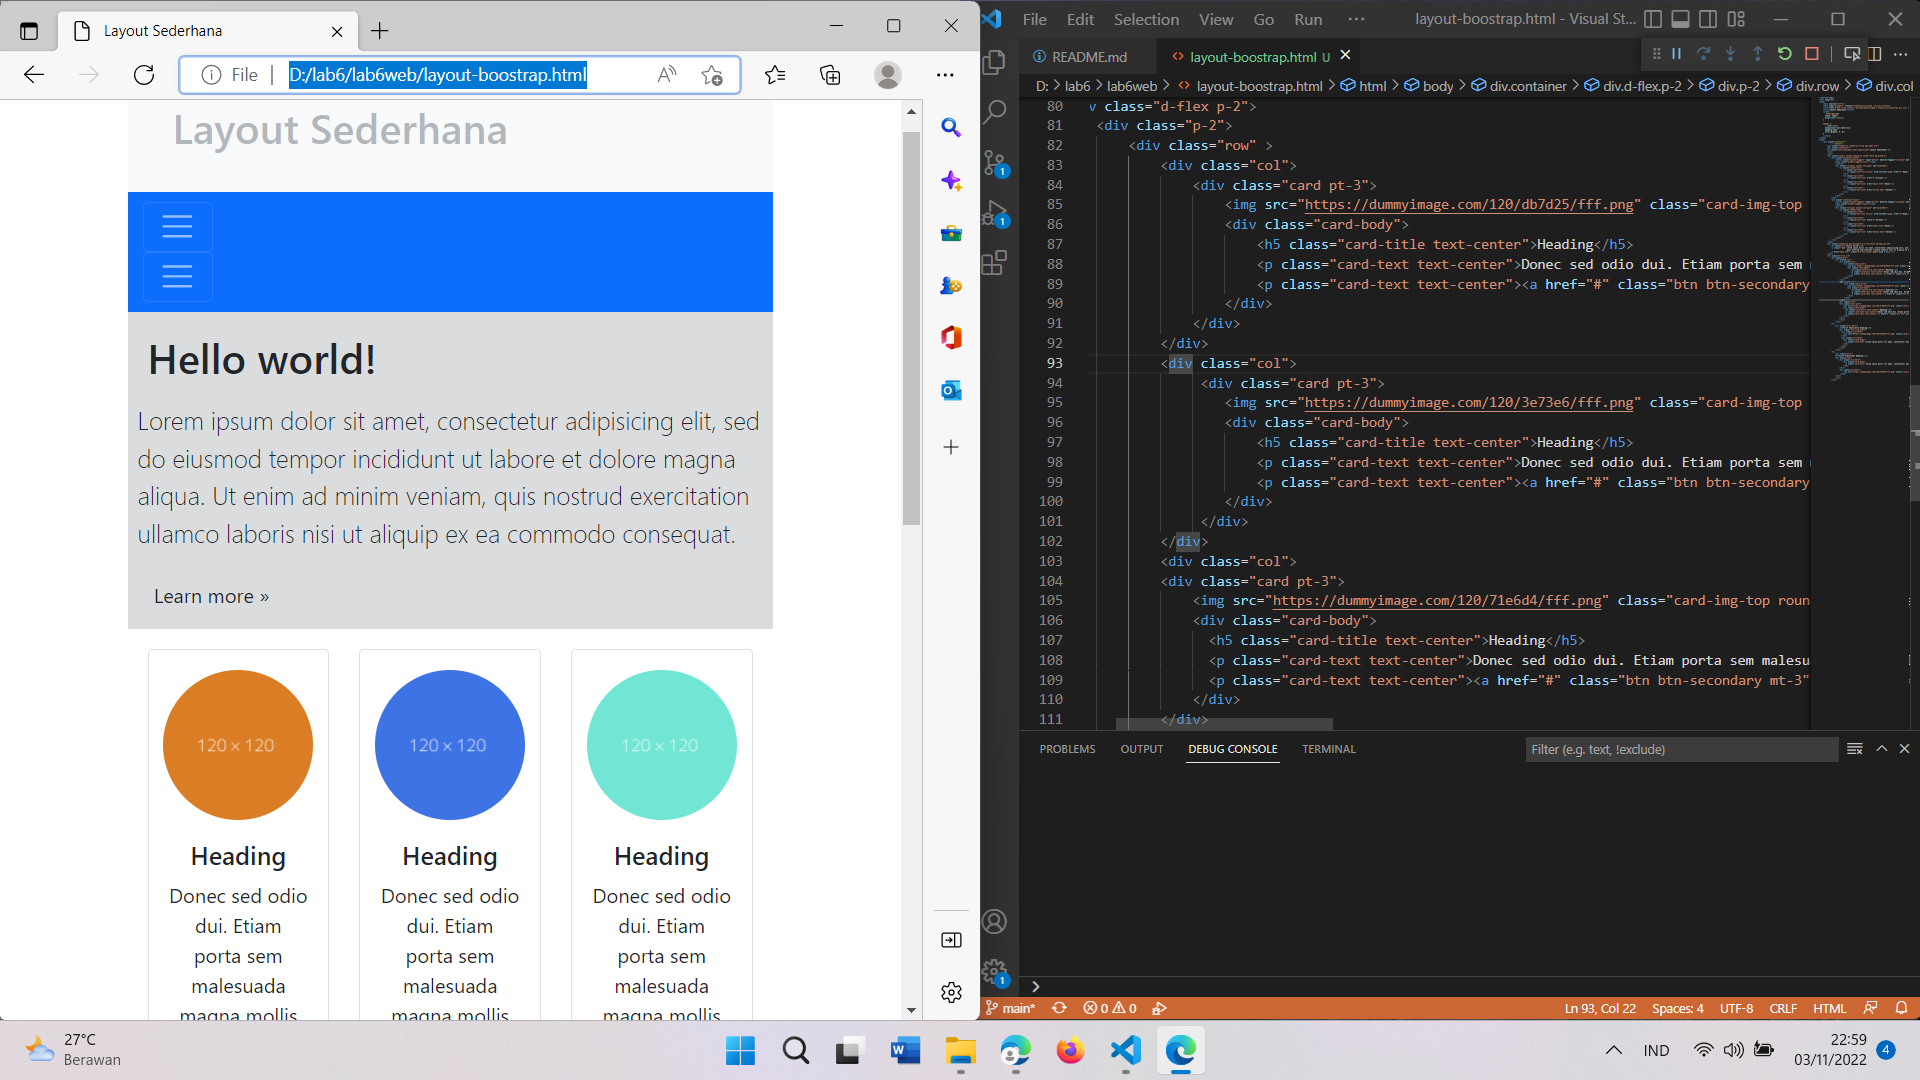 Layout Sederhana
File
D:/lab6/lab6web/layout-boostrap.html
Layout Sederhana
Hello world!
Lorem ipsum dolor sit amet, consectetur adipisicing elit, sed
do eiusmod tempor incididunt ut labore et dolore magna
aliqua. Ut enim ad minim veniam, quis nostrud exercitation
ullamco laboris nisi ut aliquip ex ea commodo consequat.
Learn more »
120 × 120
120 × 120
120 × 120
Heading
Heading
Heading
Donec sed odio
dui. Etiam
porta sem
malesuada
magna mollis
Donec sed odio
dui. Etiam
porta sem
malesuada
magna mollis
Donec sed odio
dui. Etiam
porta sem
malesuada
magna mollis
File Edit Selection View Go Run ···
layout-boostrap.html - Visual St...
README.md
layout-boostrap.html U
D: > lab6 > lab6web > layout-boostrap.html > html > body > div.container > div.d-flex.p-2 > div.p-2 > div.row > div.col
80 v class="d-flex p-2">
81 <div class="p-2">
82 <div class="row" >
83 <div class="col">
84 <div class="card pt-3">
85 <img src="https://dummyimage.com/120/db7d25/fff.png" class="card-img-top
86 <div class="card-body">
87 <h5 class="card-title text-center">Heading</h5>
88 <p class="card-text text-center">Donec sed odio dui. Etiam porta sem
89 <p class="card-text text-center"><a href="#" class="btn btn-secondary
90 </div>
91 </div>
92 </div>
93 <div class="col">
94 <div class="card pt-3">
95 <img src="https://dummyimage.com/120/3e73e6/fff.png" class="card-img-top
96 <div class="card-body">
97 <h5 class="card-title text-center">Heading</h5>
98 <p class="card-text text-center">Donec sed odio dui. Etiam porta sem
99 <p class="card-text text-center"><a href="#" class="btn btn-secondary
100 </div>
101 </div>
102 </div>
103 <div class="col">
104 <div class="card pt-3">
105 <img src="https://dummyimage.com/120/71e6d4/fff.png" class="card-img-top roun
106 <div class="card-body">
107 <h5 class="card-title text-center">Heading</h5>
108 <p class="card-text text-center">Donec sed odio dui. Etiam porta sem malesu
109 <p class="card-text text-center"><a href="#" class="btn btn-secondary mt-3"
110 </div>
111 </div>
1
1
1
PROBLEMS OUTPUT DEBUG CONSOLE TERMINAL
Filter (e.g. text, !exclude)
main* 0 0
Ln 93, Col 22 Spaces: 4 UTF-8 CRLF HTML
27°C
Berawan
IND
22:59
03/11/2022
4